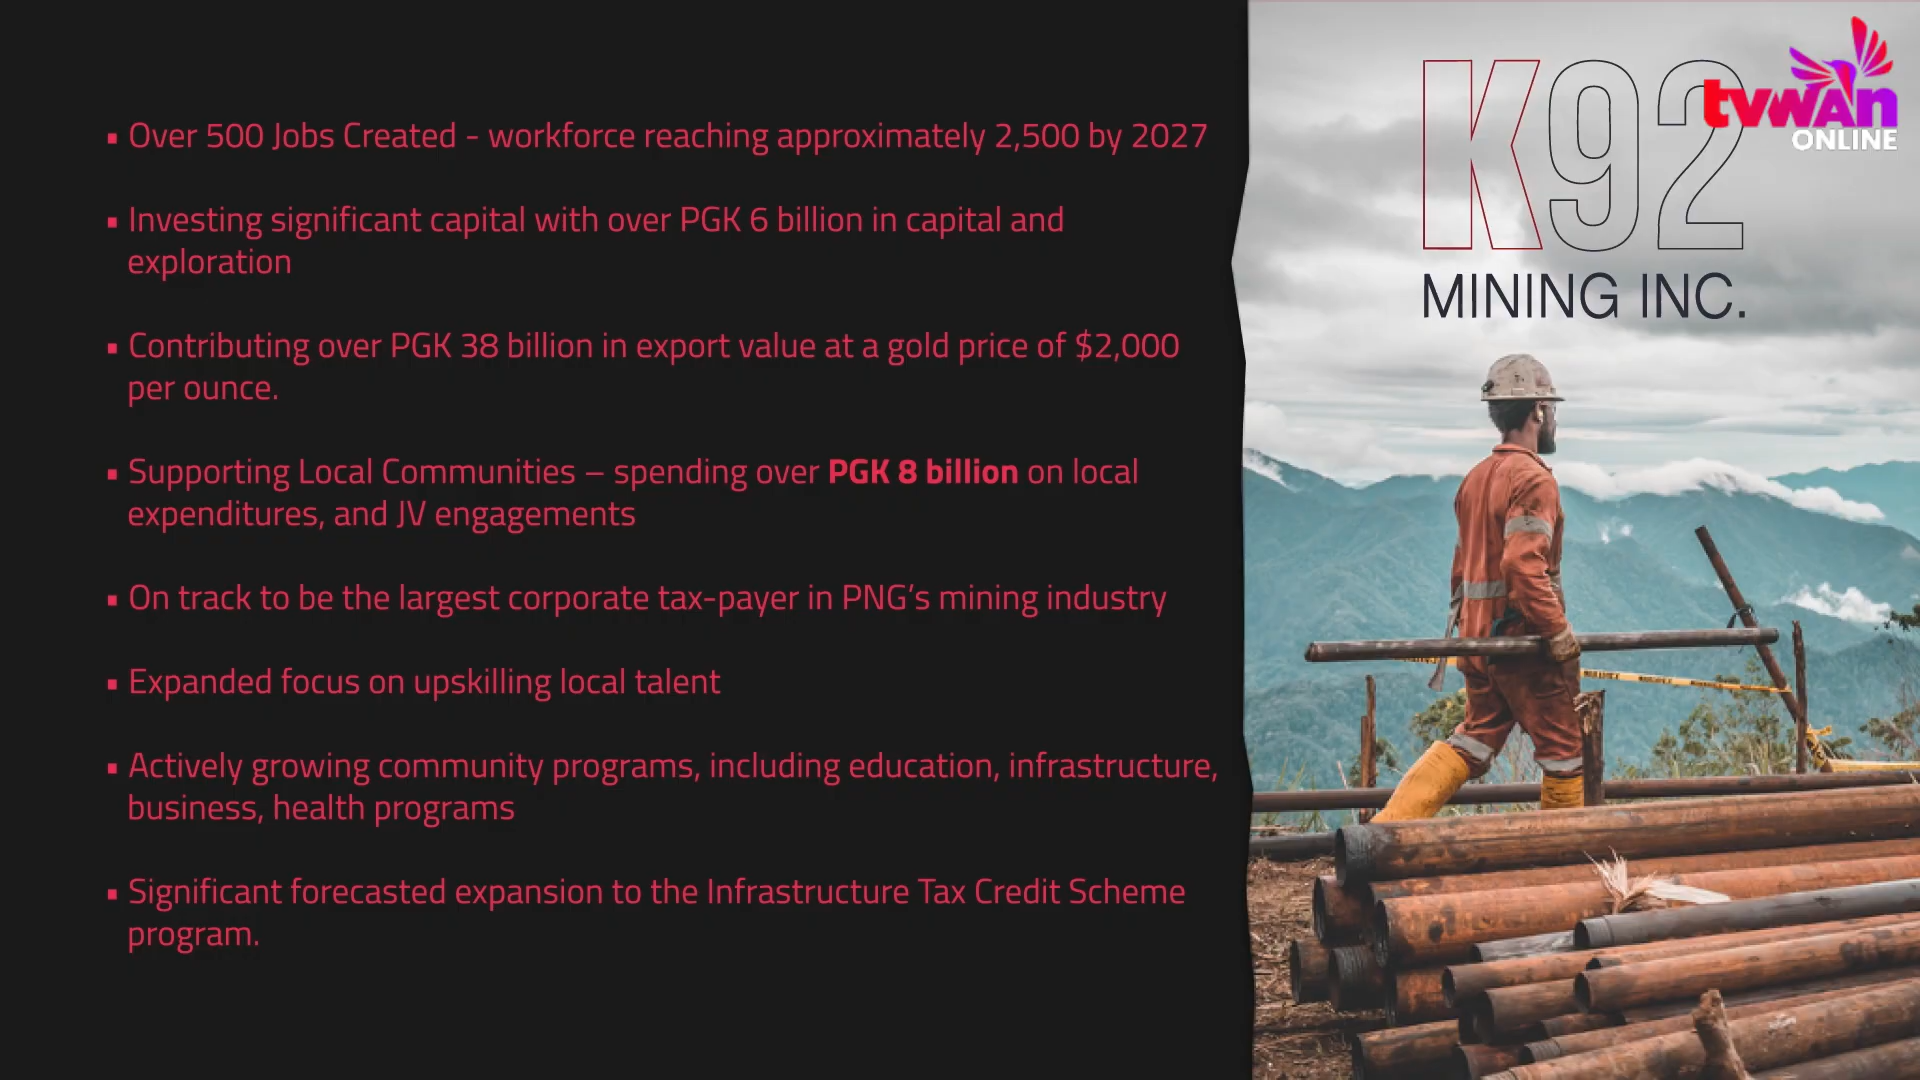 ▪ Over 500 Jobs Created - workforce reaching approximately 2,500 by 2027
▪ Investing significant capital with over PGK 6 billion in capital and
exploration
▪ Contributing over PGK 38 billion in export value at a gold price of $2,000
per ounce.
▪ Supporting Local Communities – spending over PGK 8 billion on local
expenditures, and JV engagements
▪ On track to be the largest corporate tax-payer in PNG’s mining industry
▪ Expanded focus on upskilling local talent
▪ Actively growing community programs, including education, infrastructure,
business, health programs
▪ Significant forecasted expansion to the Infrastructure Tax Credit Scheme
program.
K92
MINING INC.
tvwan
ONLINE